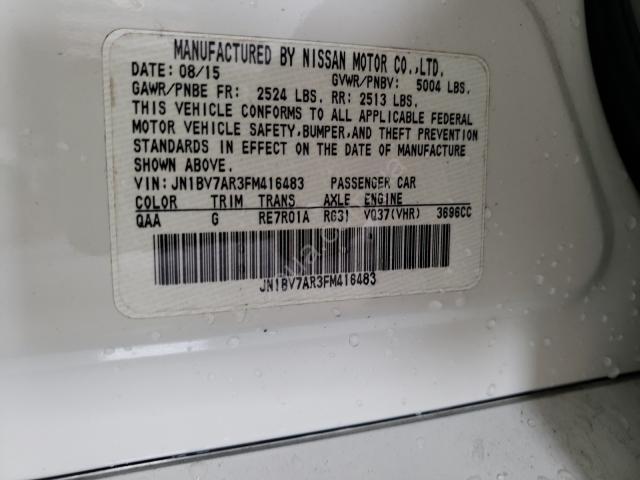 MANUFACTURED BY NISSAN MOTOR CO.,LTD.
DATE: 08/15 GVWR/PNBV: 5004 LBS.
GAWR/PNBE FR: 2524 LBS. RR: 2513 LBS.
THIS VEHICLE CONFORMS TO ALL APPLICABLE FEDERAL
MOTOR VEHICLE SAFETY,BUMPER,AND THEFT PREVENTION
STANDARDS IN EFFECT ON THE DATE OF MANUFACTURE
SHOWN ABOVE.
VIN: JN1BV7AR3FM416483 PASSENGER CAR
COLOR TRIM TRANS AXLE ENGINE
QAA G RE7R01A RG31 VQ37(VHR) 3696CC
JN1BV7AR3FM416483